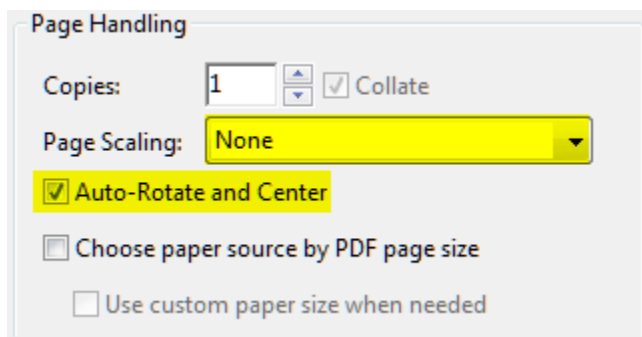 Page Handling
Copies: 1 Collate
Page Scaling: None
Auto-Rotate and Center
Choose paper source by PDF page size
Use custom paper size when needed